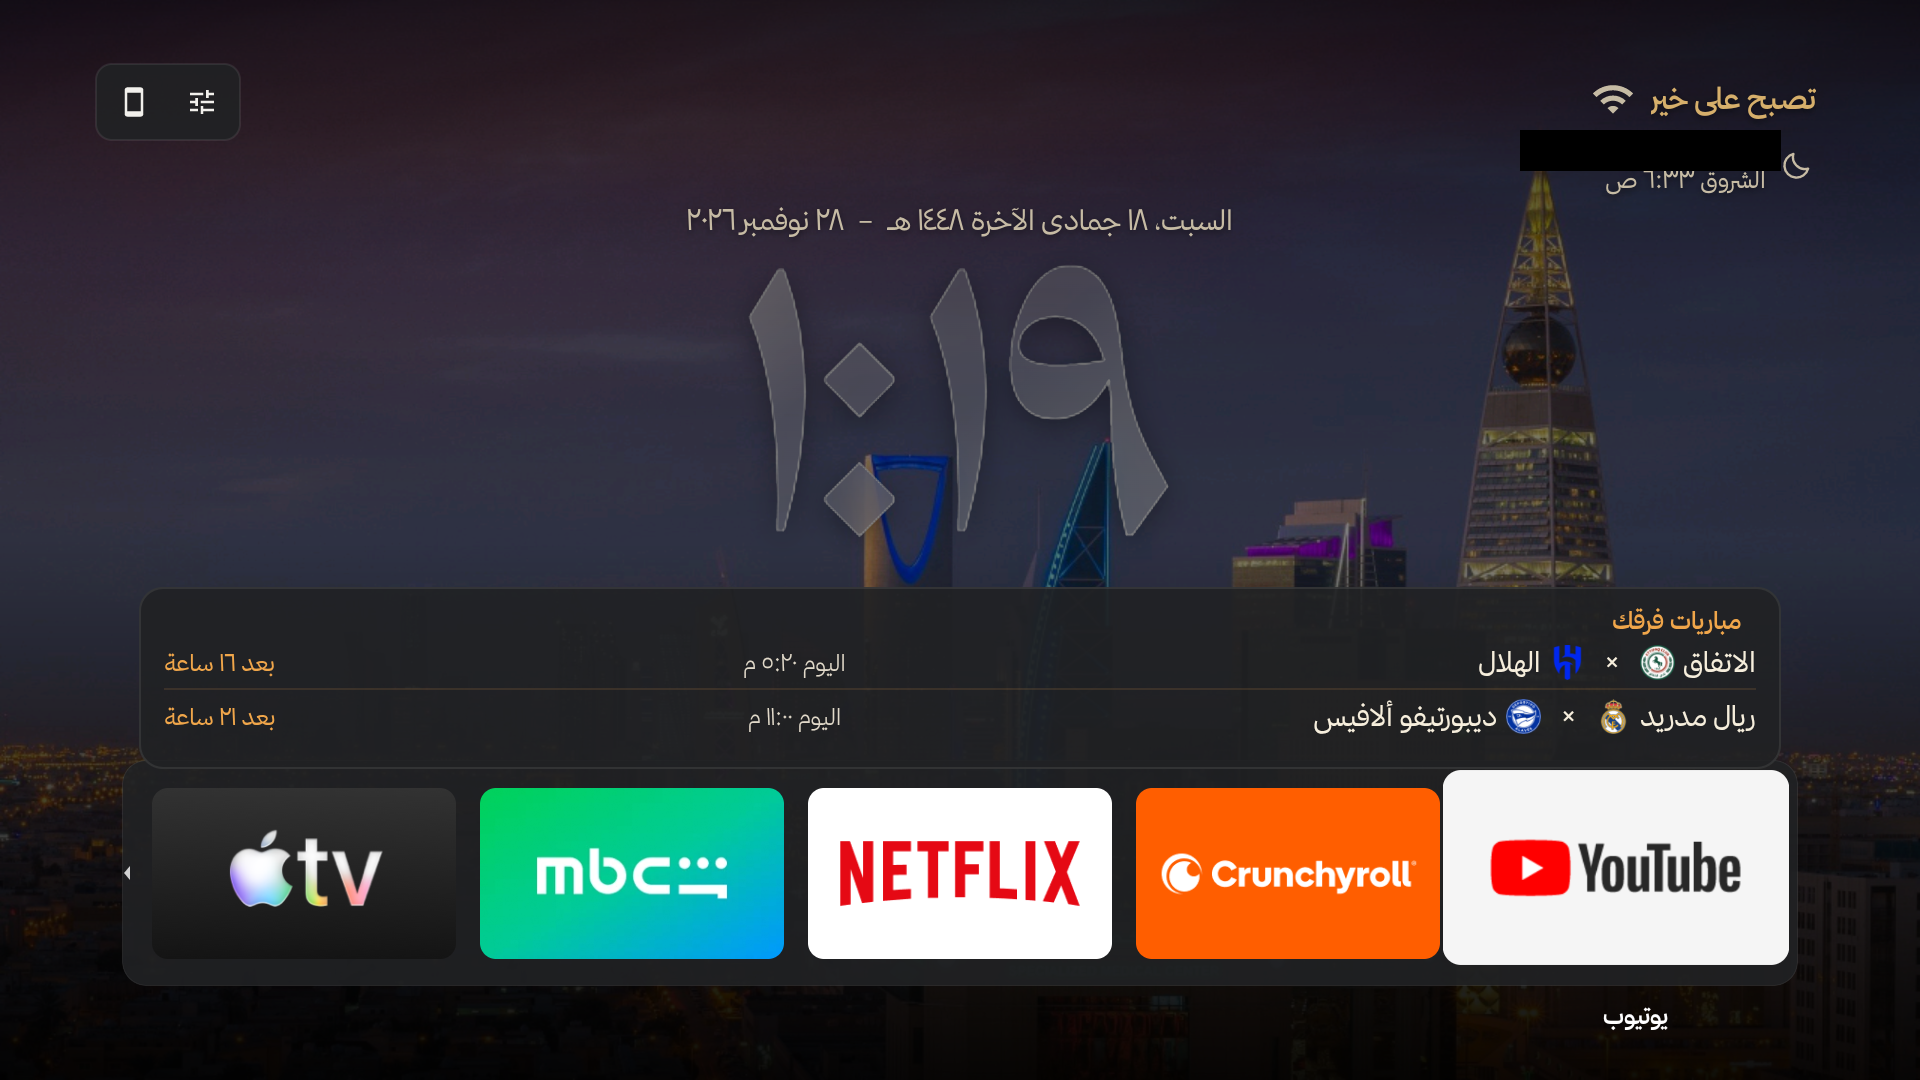 تصبح على خير
الشروق ٦:٣٣ ص
السبت، ١٨ جمادى الآخرة ١٤٤٨ هـ – ٢٨ نوفمبر ٢٠٢٦
١:١٩
مباريات فرقك
الاتفاق × الهلال اليوم ٥:٢٠ م بعد ١٦ ساعة
ريال مدريد × ديبورتيفو ألافيس اليوم ١١:٠٠ م بعد ٢١ ساعة
YouTube
Crunchyroll
NETFLIX
mbc شاهد
tv
يوتيوب